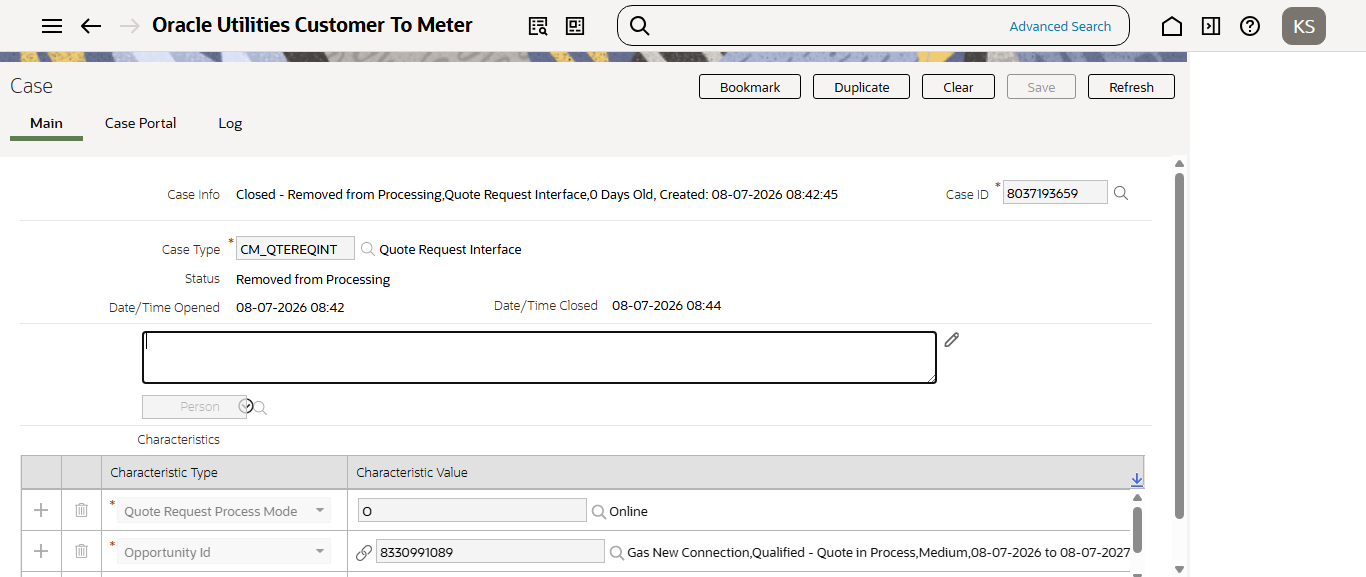 Oracle Utilities Customer To Meter
Advanced Search
KS
Case
Bookmark
Duplicate
Clear
Save
Refresh
Main
Case Portal
Log
Case Info Closed - Removed from Processing,Quote Request Interface,0 Days Old, Created: 08-07-2026 08:42:45
Case ID * 8037193659
Case Type * CM_QTEREQINT Quote Request Interface
Status Removed from Processing
Date/Time Opened 08-07-2026 08:42
Date/Time Closed 08-07-2026 08:44
Person
Characteristics
Characteristic Type Characteristic Value
* Quote Request Process Mode O Online
* Opportunity Id 8330991089 Gas New Connection,Qualified - Quote in Process,Medium,08-07-2026 to 08-07-2027